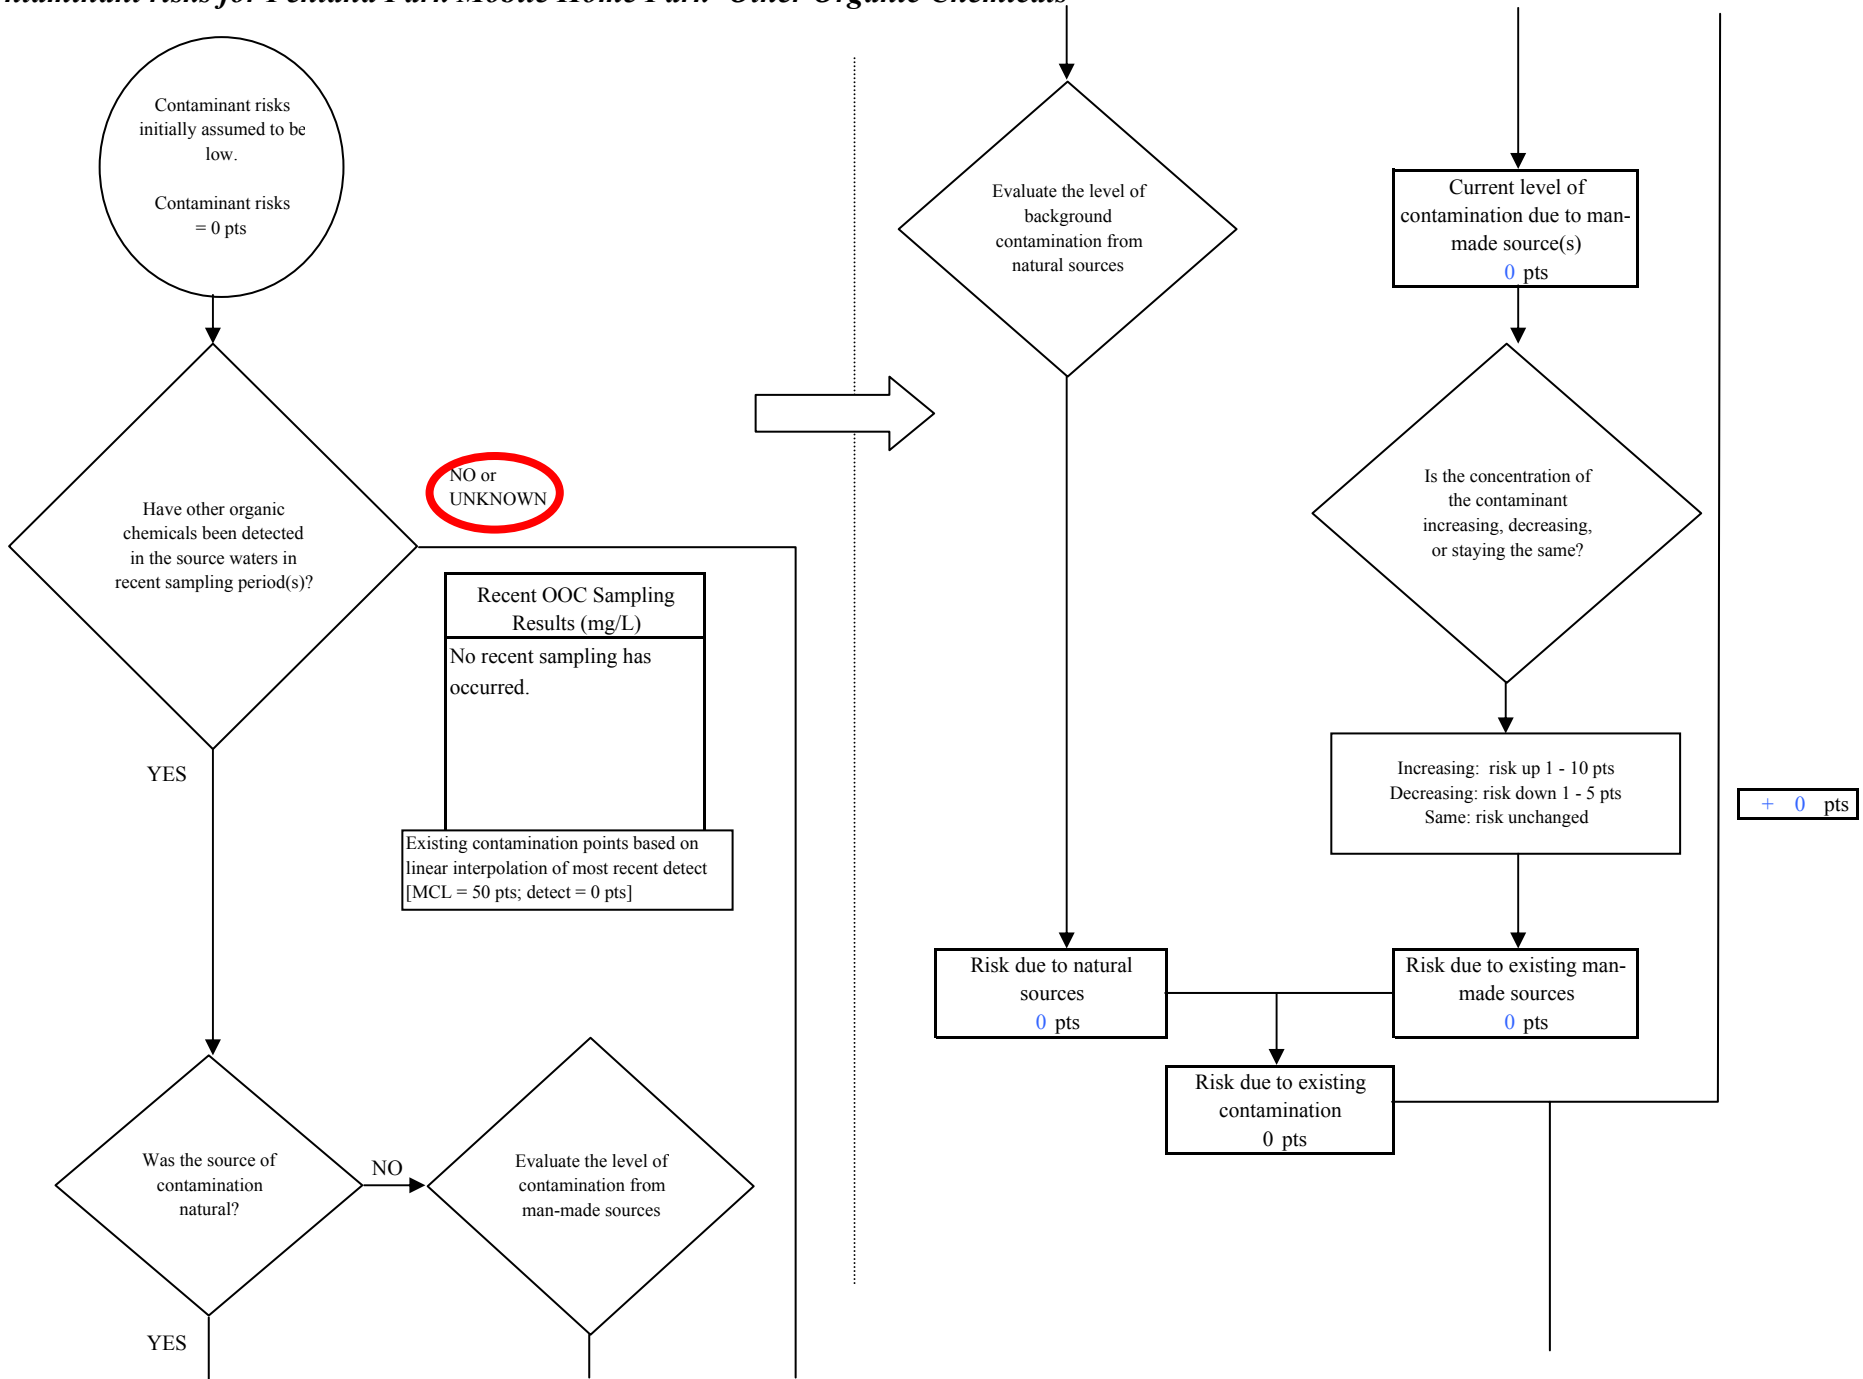 Mobile Home Park
Other Organic Chemicals
Contaminant risks
initially assumed to be
low.
Contaminant risks
= 0 pts
Have other organic
chemicals been detected
in the source waters in
recent sampling period(s)?
NO or
UNKNOWN
Recent OOC Sampling
Results (mg/L)
No recent sampling has
occurred.
Existing contamination points based on
linear interpolation of most recent detect
[MCL = 50 pts; detect = 0 pts]
YES
Was the source of
contamination
natural?
NO
Evaluate the level of
contamination from
man-made sources
YES
Evaluate the level of
background
contamination from
natural sources
Current level of
contamination due to man-
made source(s)
0 pts
Is the concentration of
the contaminant
increasing, decreasing,
or staying the same?
Increasing: risk up 1 - 10 pts
Decreasing: risk down 1 - 5 pts
Same: risk unchanged
+ 0 pts
Risk due to natural
sources
0 pts
Risk due to existing man-
made sources
0 pts
Risk due to existing
contamination
0 pts